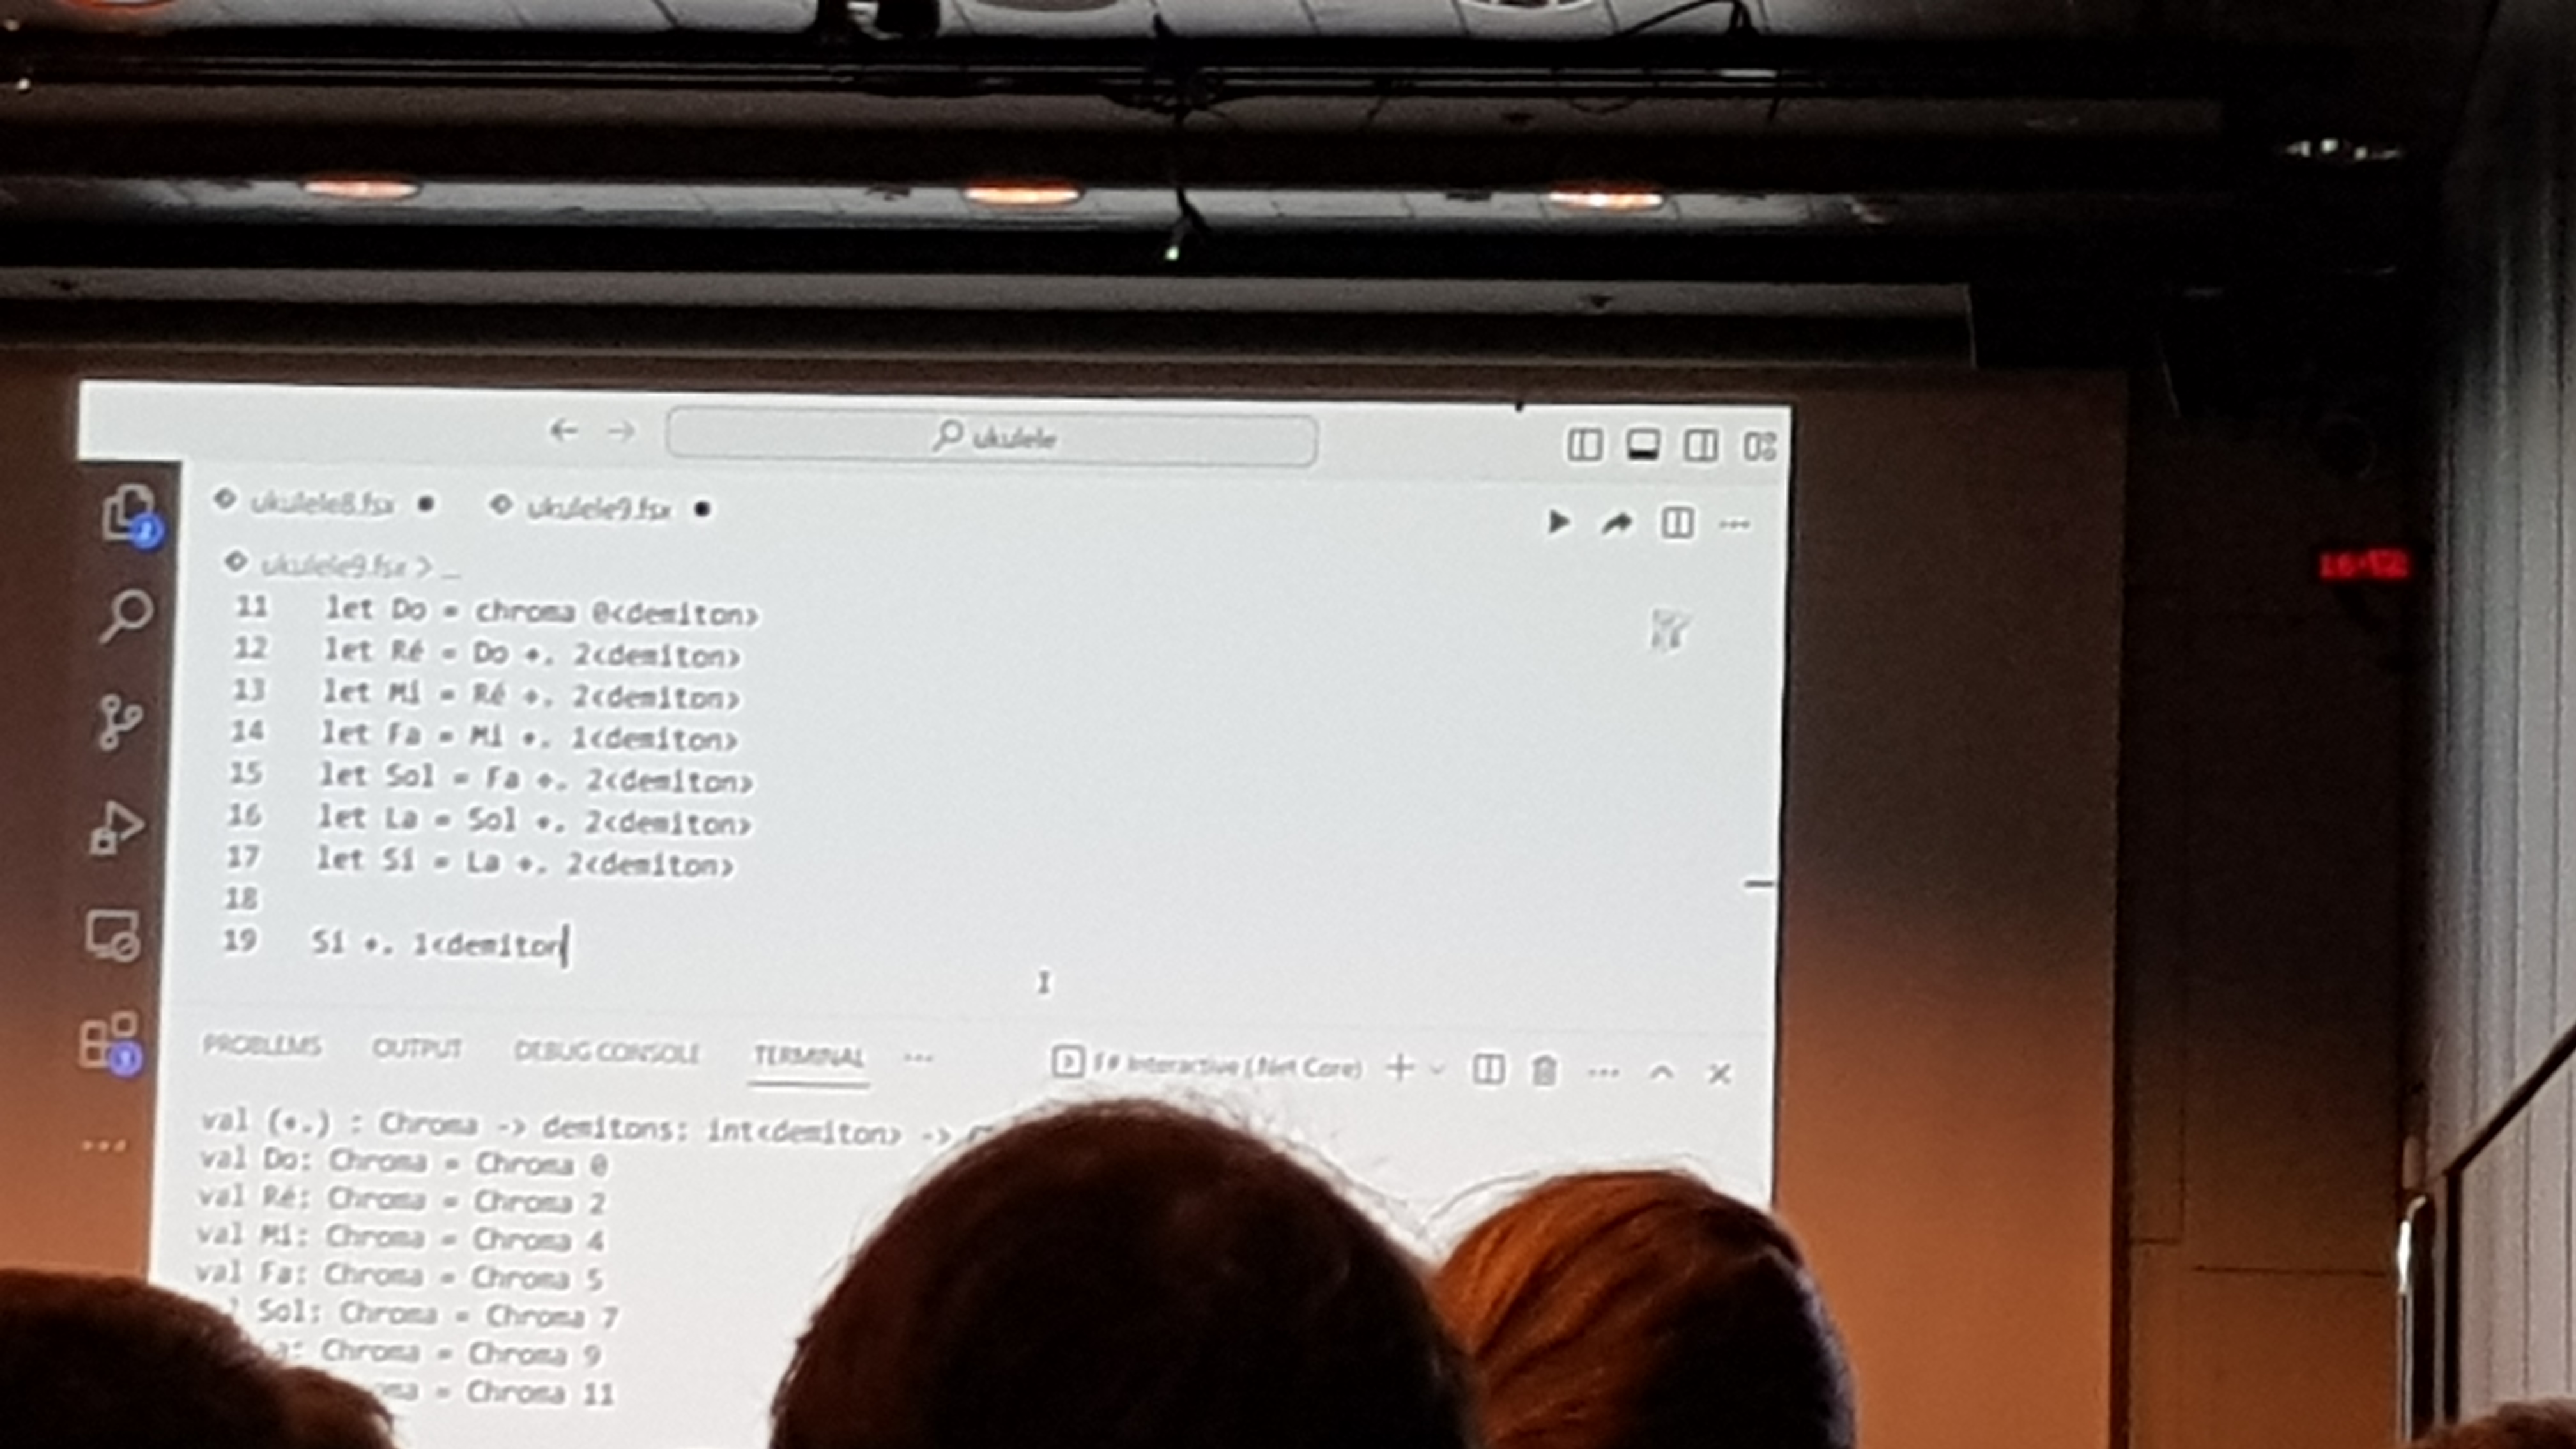 ukulele
ukulele8.fsx ukulele9.fsx
ukulele9.fsx > ...
11 let Do = chroma 0<demiton>
12 let Ré = Do +. 2<demiton>
13 let Mi = Ré +. 2<demiton>
14 let Fa = Mi +. 1<demiton>
15 let Sol = Fa +. 2<demiton>
16 let La = Sol +. 2<demiton>
17 let Si = La +. 2<demiton>
18
19 Si +. 1<demiton
PROBLEMS OUTPUT DEBUG CONSOLE TERMINAL ... F# Interactive (.Net Core)
val (+.) : Chroma -> demitons: int<demiton> ->
val Do: Chroma = Chroma 0
val Ré: Chroma = Chroma 2
val Mi: Chroma = Chroma 4
val Fa: Chroma = Chroma 5
Sol: Chroma = Chroma 7
a: Chroma = Chroma 9
= Chroma 11